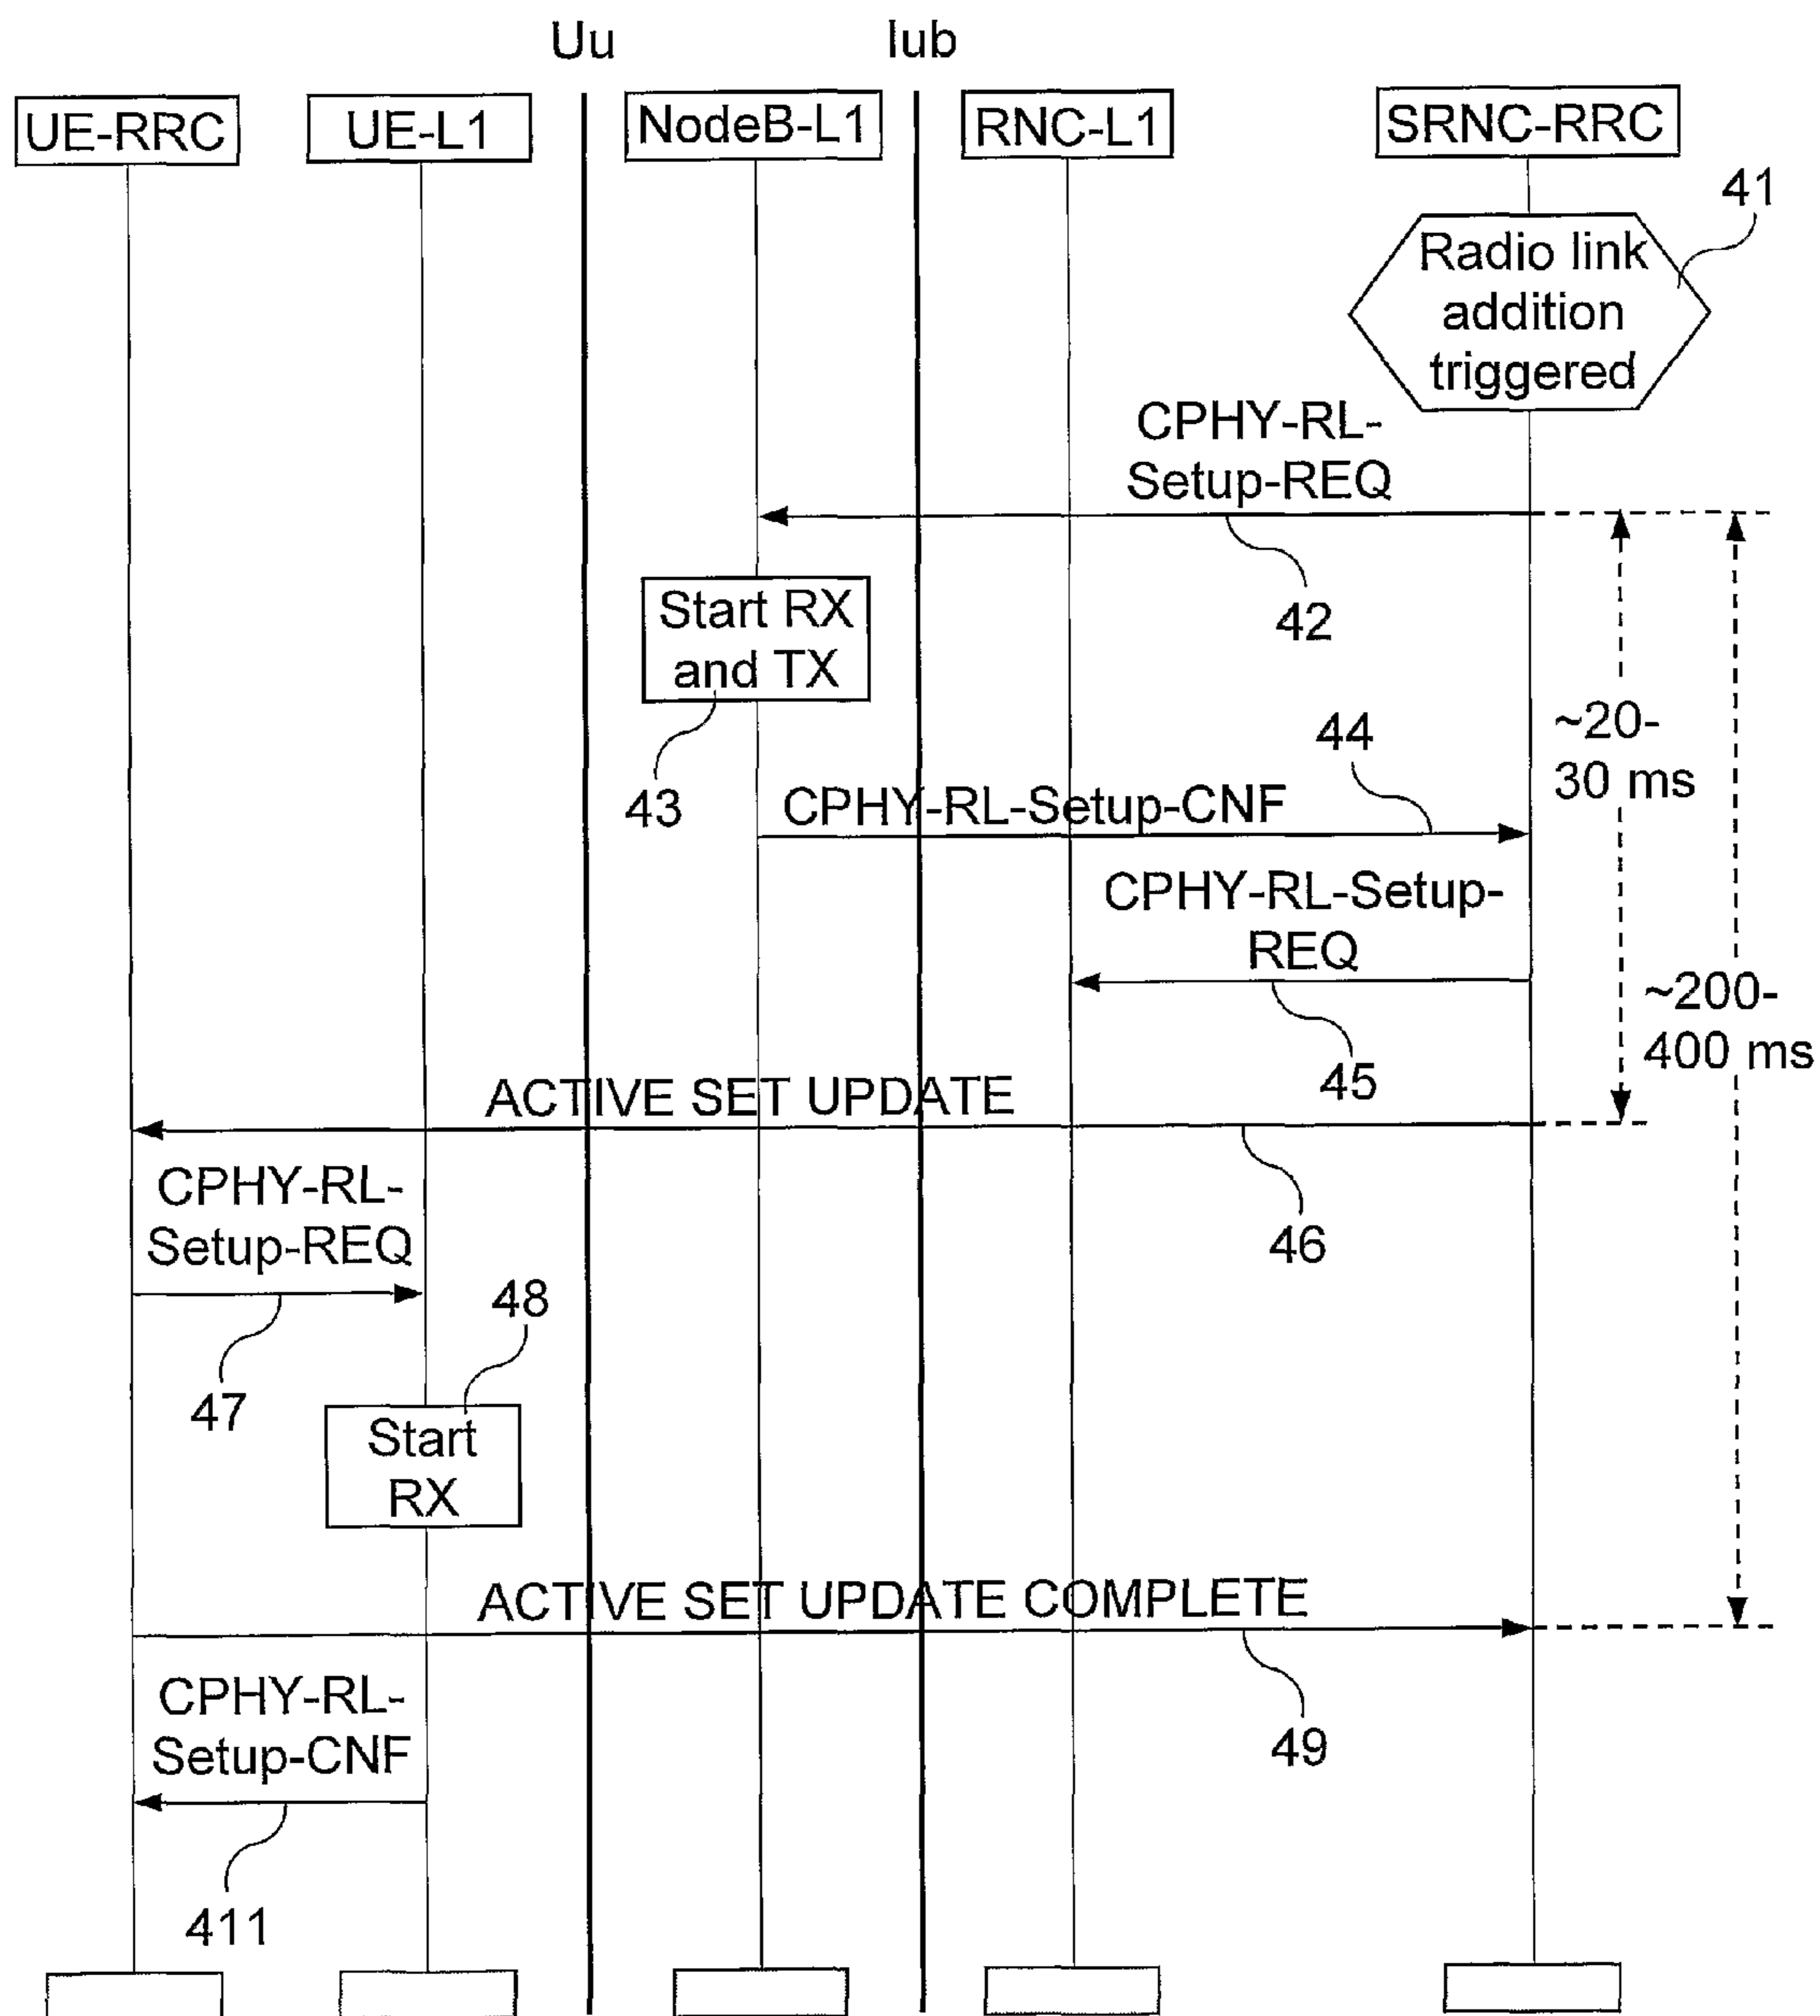 Uu
Iub
UE-RRC
UE-L1
NodeB-L1
RNC-L1
SRNC-RRC
41
Radio link
addition
triggered
CPHY-RL-
Setup-REQ
42
Start RX
and TX
43
~20-
30 ms
44
CPHY-RL-Setup-CNF
CPHY-RL-Setup-
REQ
45
~200-
400 ms
ACTIVE SET UPDATE
46
CPHY-RL-
Setup-REQ
47
48
Start
RX
ACTIVE SET UPDATE COMPLETE
49
CPHY-RL-
Setup-CNF
411